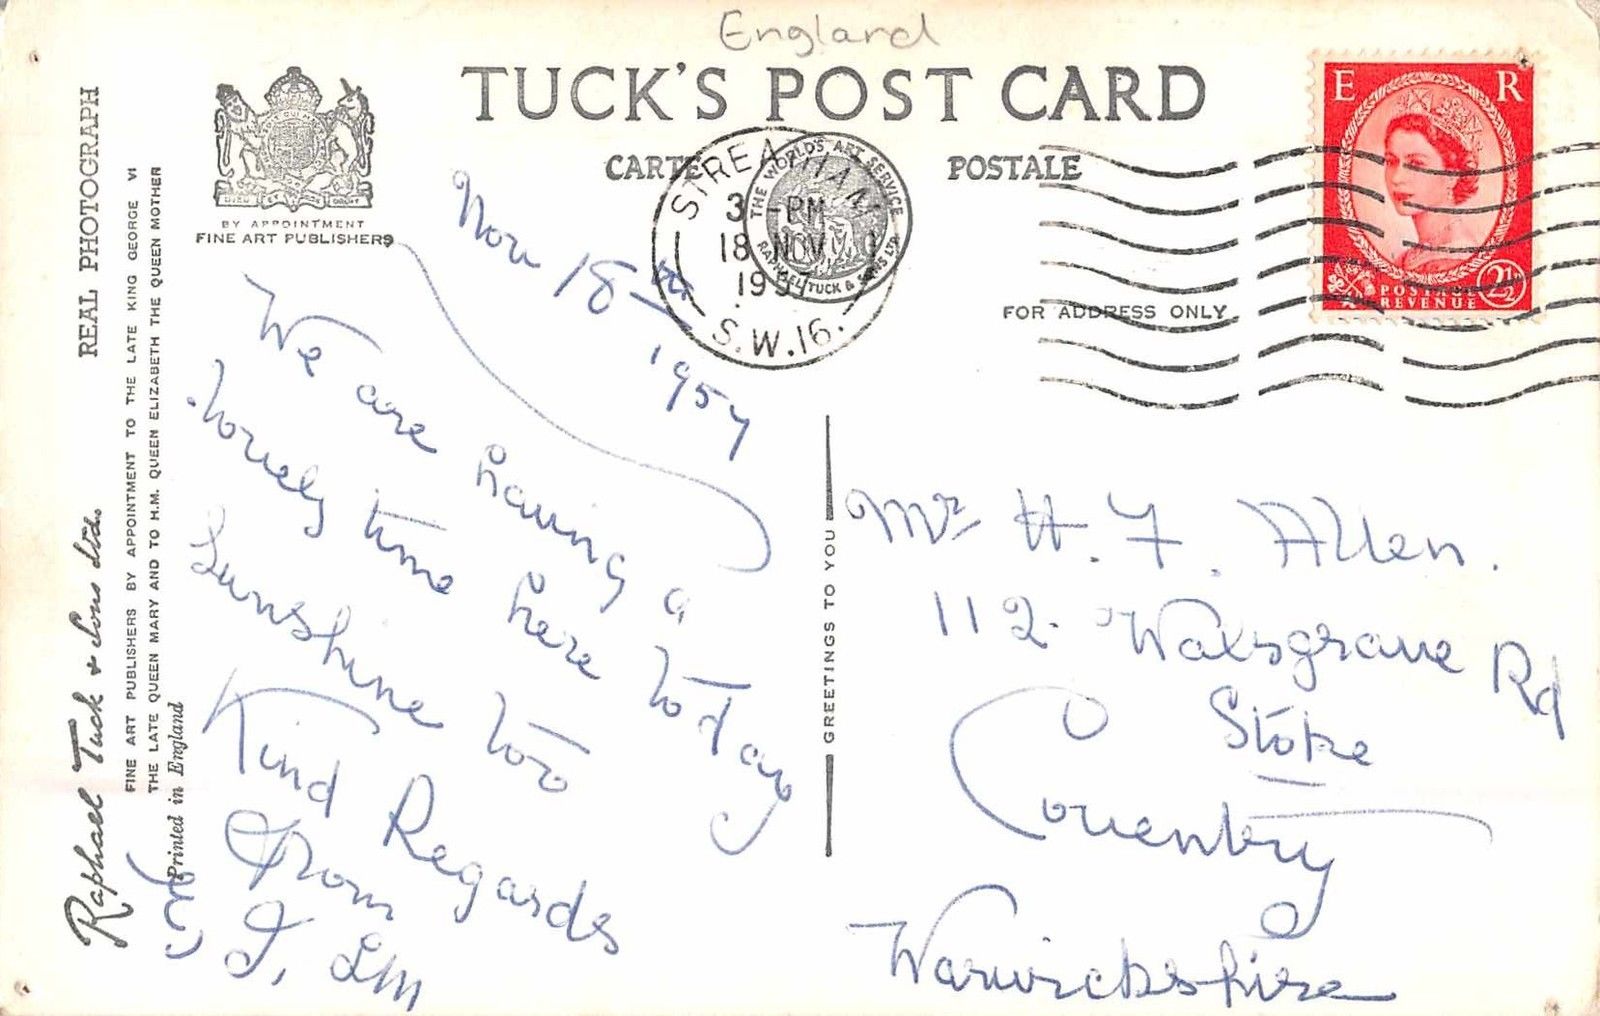 England
TUCK'S POST CARD
CARTE POSTALE
BY APPOINTMENT
FINE ART PUBLISHERS
STREATHAM
3 - PM
18 NOV
S.W.16.
THE WORLD'S ART SERVICE
RAPHAEL TUCK & SONS LTD.
E R
POSTAGE
REVENUE
2½
FOR ADDRESS ONLY
Nov 18th
1957
We are having a
lovely time here today
Sunshine too
Kind Regards
From
GREETINGS TO YOU
Mr H. F. Allen.
112. Walsgrave Rd
Stoke
Coventry
Warwickshire
REAL PHOTOGRAPH
Raphael Tuck & Sons Ltd.
FINE ART PUBLISHERS BY APPOINTMENT TO THE LATE KING GEORGE VI
THE LATE QUEEN MARY AND TO H.M. QUEEN ELIZABETH THE QUEEN MOTHER
Printed in England